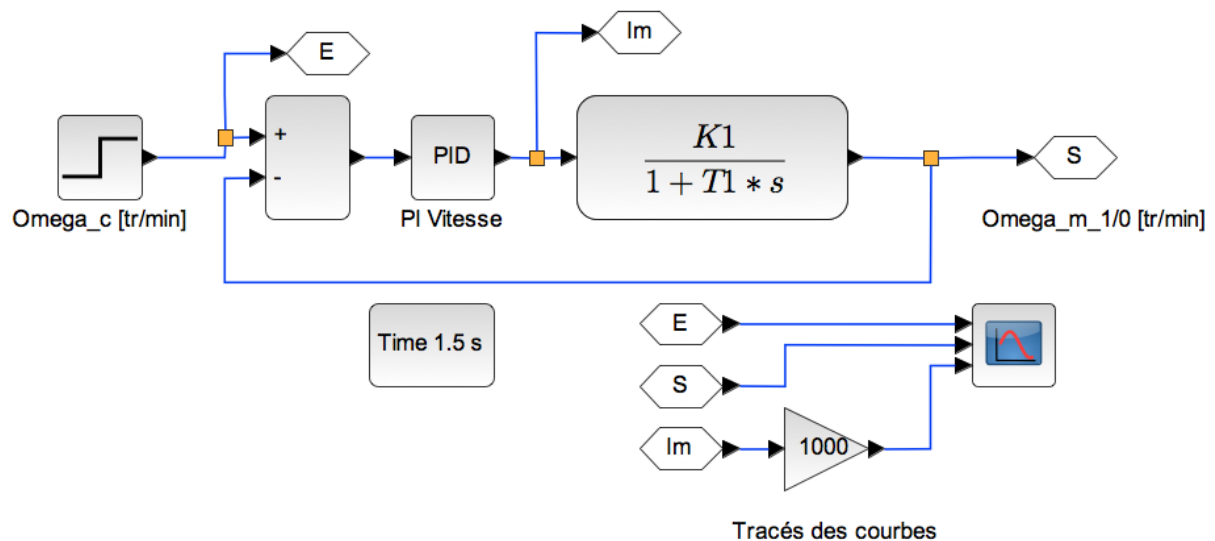 Im
E
+
-
PID
K1
1 + T1 * s
S
Omega_c [tr/min]
PI Vitesse
Omega_m_1/0 [tr/min]
Time 1.5 s
E
S
Im
1000
Tracés des courbes